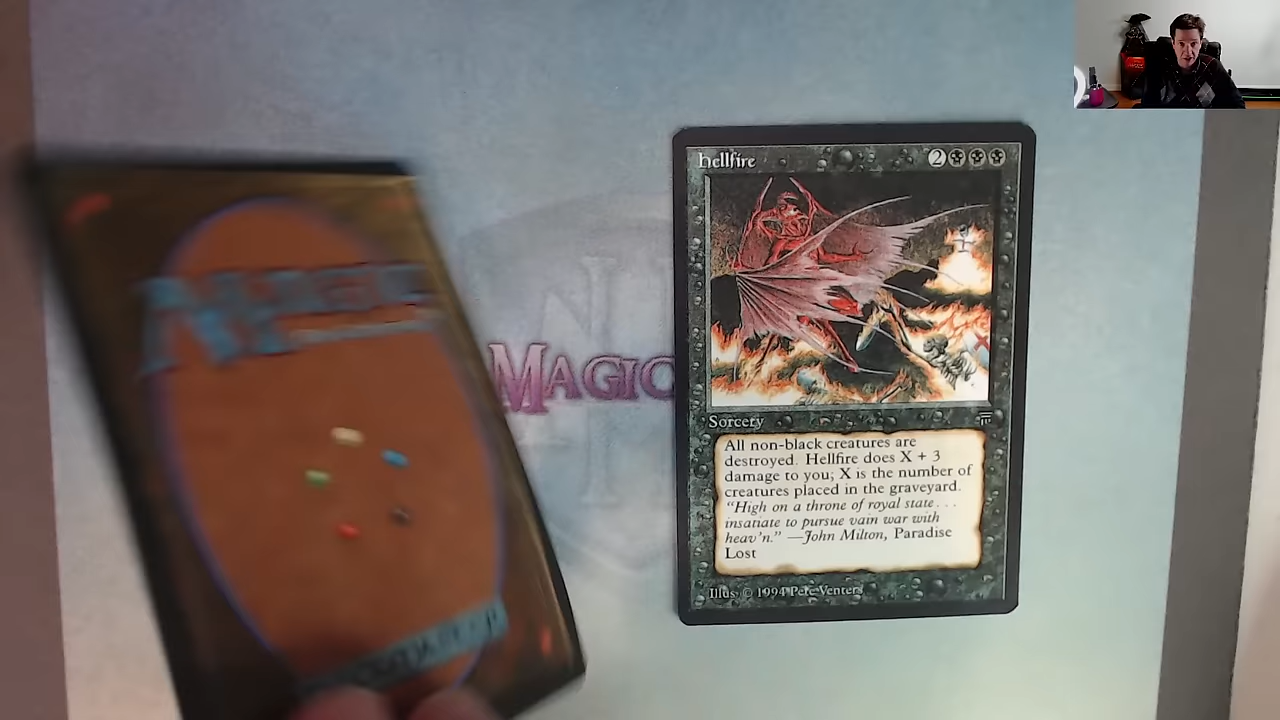 MAGIC
Hellfire
2
Sorcery
All non-black creatures are
destroyed. Hellfire does X + 3
damage to you; X is the number of
creatures placed in the graveyard.
“High on a throne of royal state . . .
insatiate to pursue vain war with
heav'n.” —John Milton, Paradise
Lost
Illus. © 1994 Pete Venters